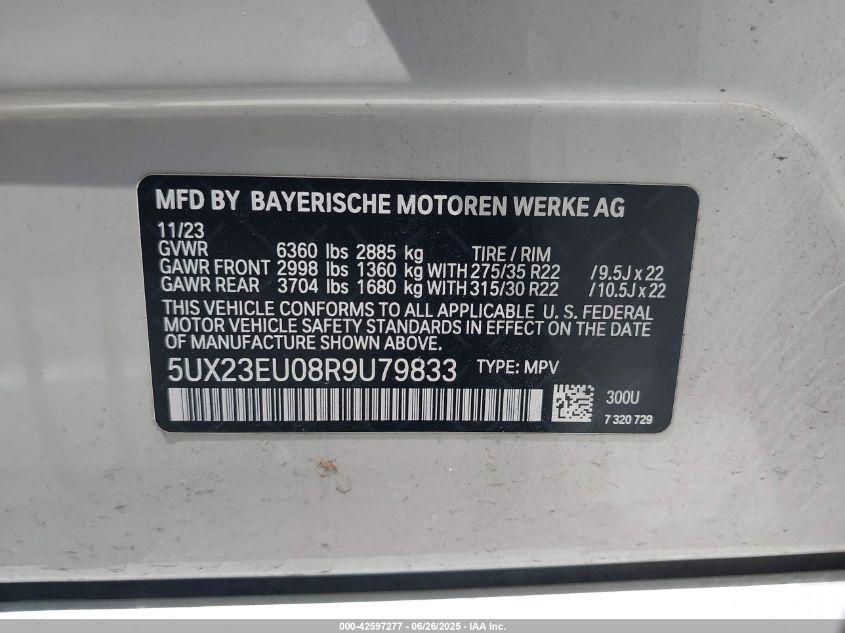 MFD BY BAYERISCHE MOTOREN WERKE AG
11/23
GVWR 6360 lbs 2885 kg TIRE / RIM
GAWR FRONT 2998 lbs 1360 kg WITH 275/35 R22 / 9.5J x 22
GAWR REAR 3704 lbs 1680 kg WITH 315/30 R22 / 10.5J x 22
THIS VEHICLE CONFORMS TO ALL APPLICABLE U. S. FEDERAL
MOTOR VEHICLE SAFETY STANDARDS IN EFFECT ON THE DATE
OF MANUFACTURE SHOWN ABOVE.
5UX23EU08R9U79833 TYPE: MPV
300U
7 320 729
000-42597277 - 06/26/2025 - IAA Inc.